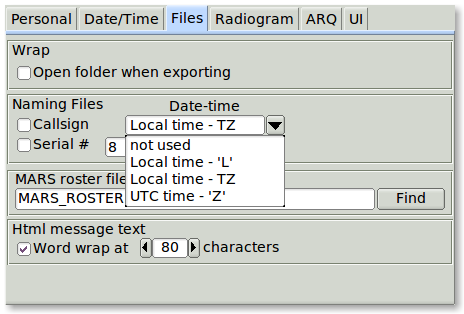 Personal Date/Time Files Radiogram ARQ UI
Wrap
Open folder when exporting
Naming Files Date-time
Callsign Local time - TZ
Serial # 8
not used
Local time - 'L'
Local time - TZ
UTC time - 'Z'
MARS roster file
MARS_ROSTER Find
Html message text
Word wrap at 80 characters